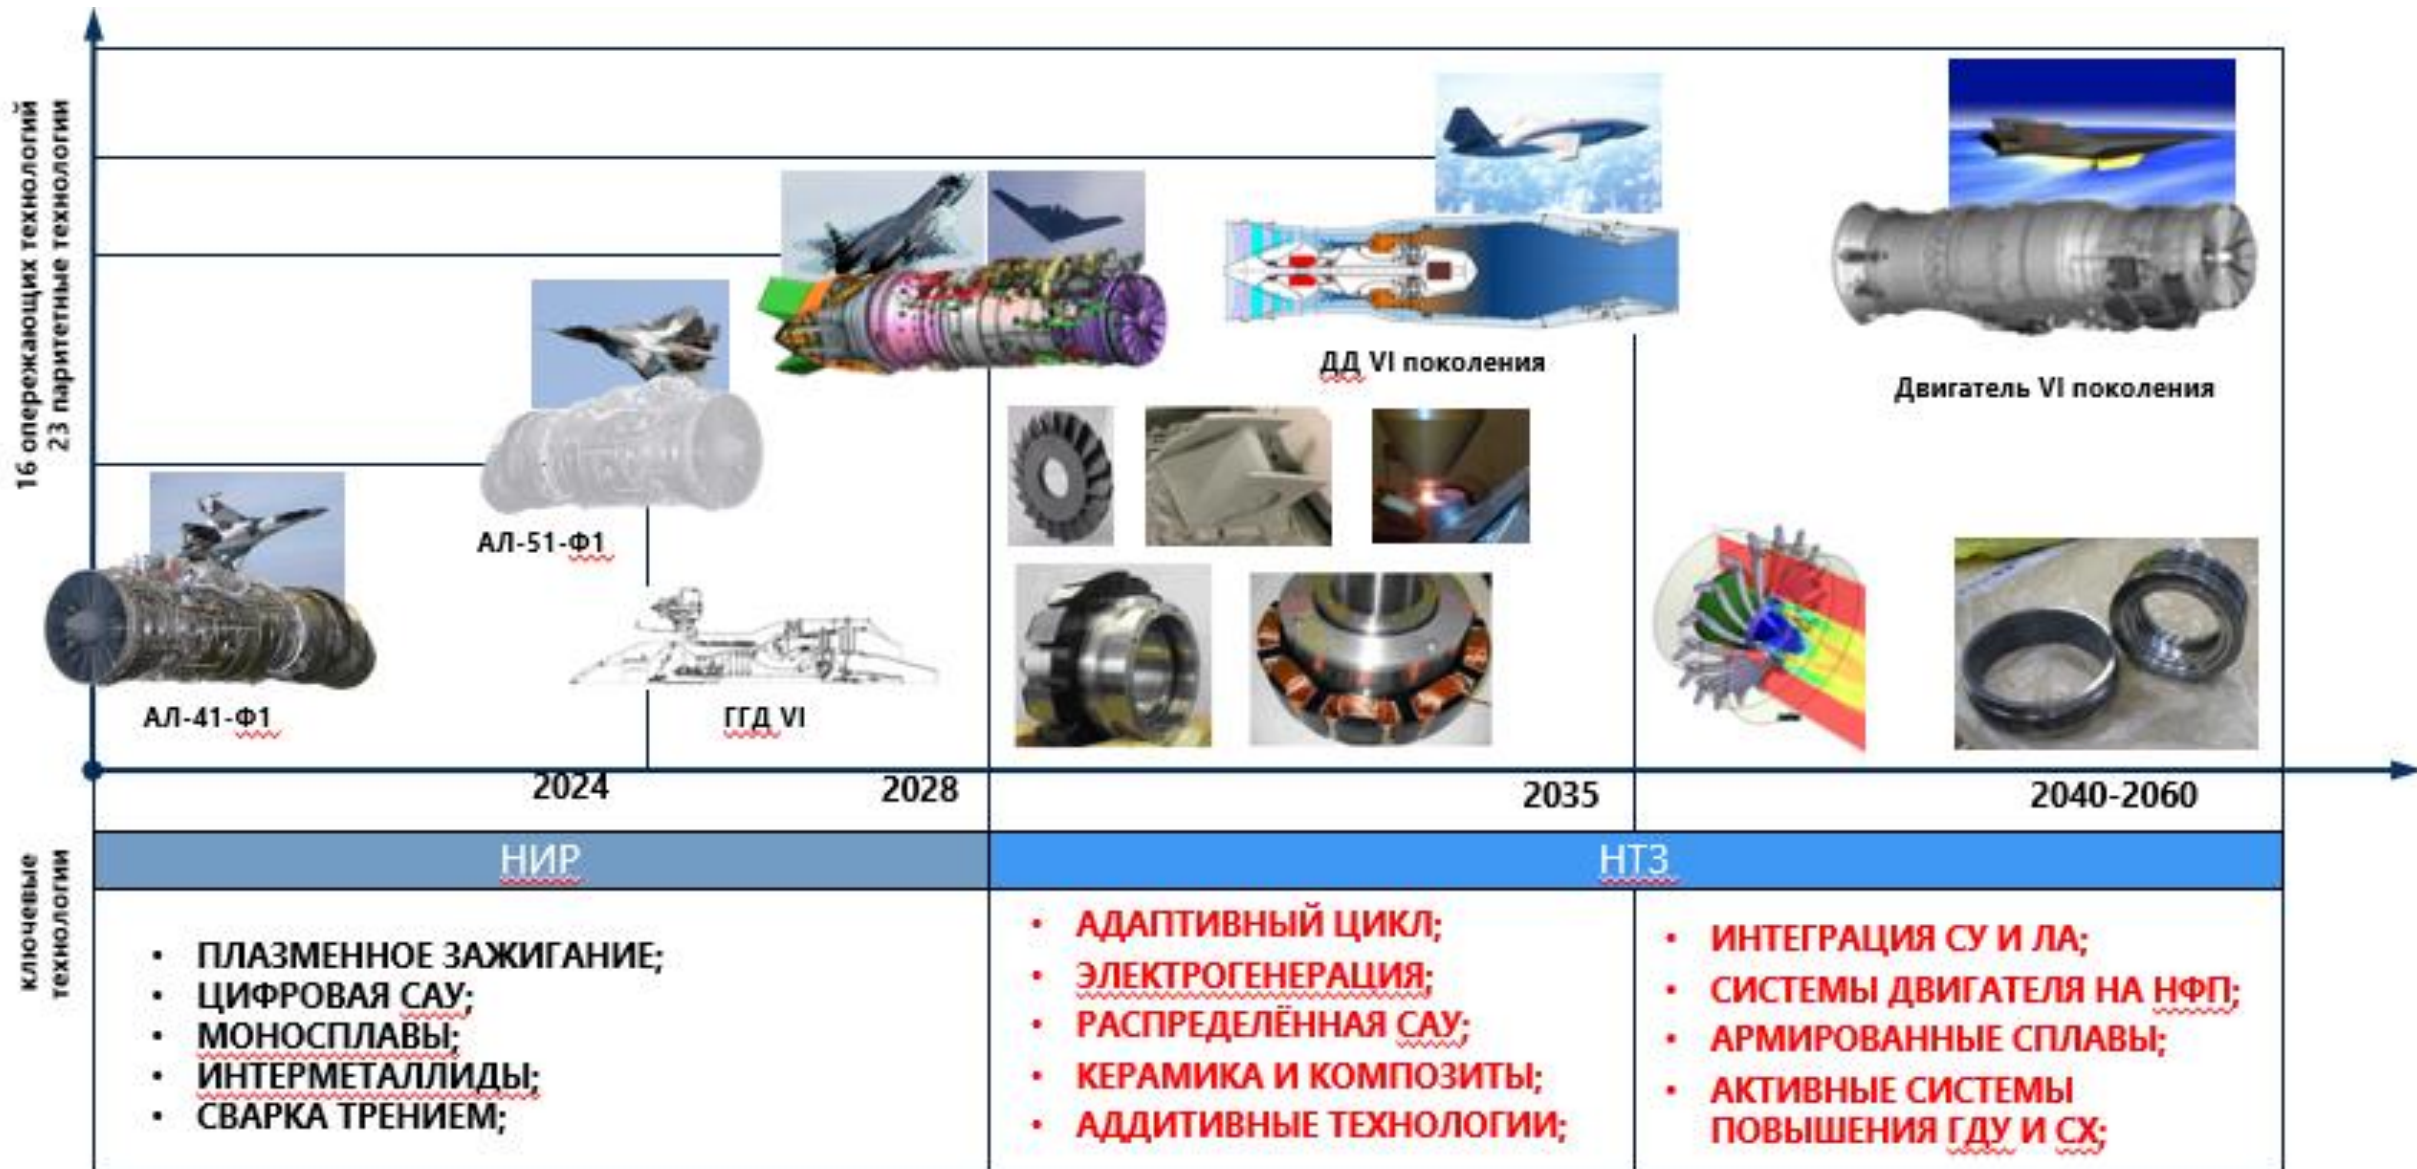 16 опережающих технологий
23 паритетные технологии
ДД VI поколения
Двигатель VI поколения
АЛ-51-Ф1
АЛ-41-Ф1
ГГД VI
2024
2028
2035
2040-2060
ключевые
технологии
НИР
НТЗ
• ПЛАЗМЕННОЕ ЗАЖИГАНИЕ;
• ЦИФРОВАЯ САУ;
• МОНОСПЛАВЫ;
• ИНТЕРМЕТАЛЛИДЫ;
• СВАРКА ТРЕНИЕМ;
• АДАПТИВНЫЙ ЦИКЛ;
• ЭЛЕКТРОГЕНЕРАЦИЯ;
• РАСПРЕДЕЛЁННАЯ САУ;
• КЕРАМИКА И КОМПОЗИТЫ;
• АДДИТИВНЫЕ ТЕХНОЛОГИИ;
• ИНТЕГРАЦИЯ СУ И ЛА;
• СИСТЕМЫ ДВИГАТЕЛЯ НА НФП;
• АРМИРОВАННЫЕ СПЛАВЫ;
• АКТИВНЫЕ СИСТЕМЫ
ПОВЫШЕНИЯ ГДУ И СХ;